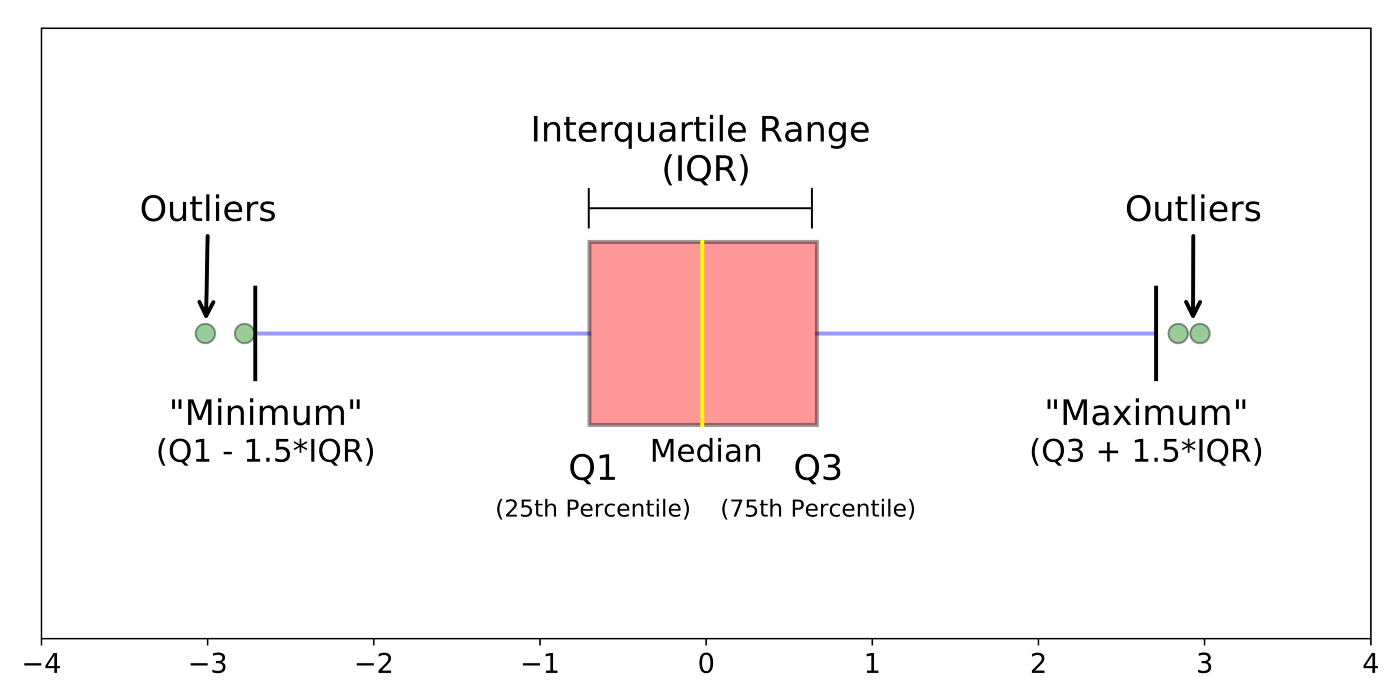 Interquartile Range
(IQR)
Outliers
Outliers
"Minimum"
(Q1 - 1.5*IQR)
"Maximum"
(Q3 + 1.5*IQR)
Median
Q1
Q3
(25th Percentile)
(75th Percentile)
−4 −3 −2 −1 0 1 2 3 4